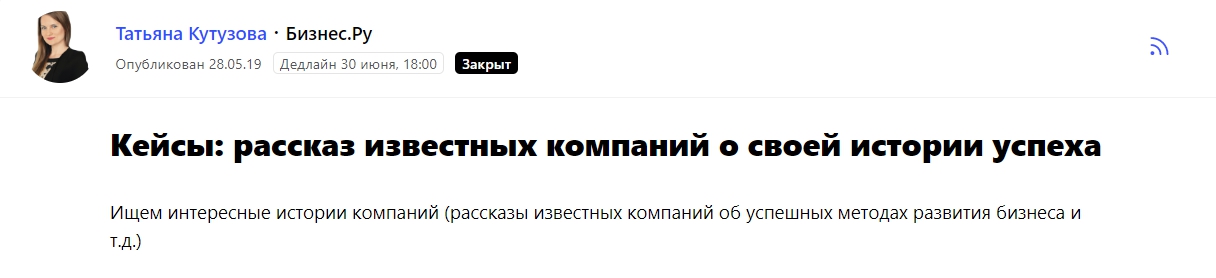 Татьяна Кутузова · Бизнес.Ру
Опубликован 28.05.19 Дедлайн 30 июня, 18:00 Закрыт
Кейсы: рассказ известных компаний о своей истории успеха
Ищем интересные истории компаний (рассказы известных компаний об успешных методах развития бизнеса и
т.д.)